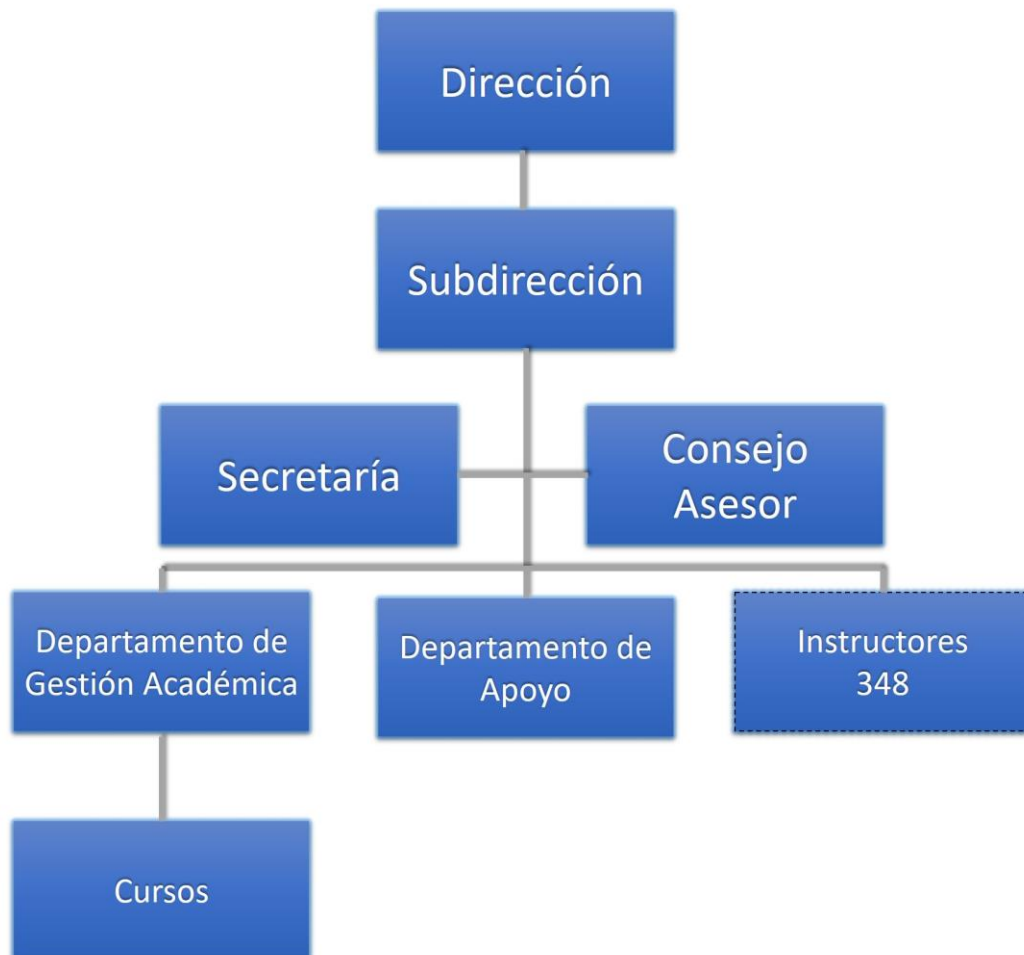 Dirección
Subdirección
Secretaría
Consejo
Asesor
Departamento de
Gestión Académica
Departamento de
Apoyo
Instructores
348
Cursos